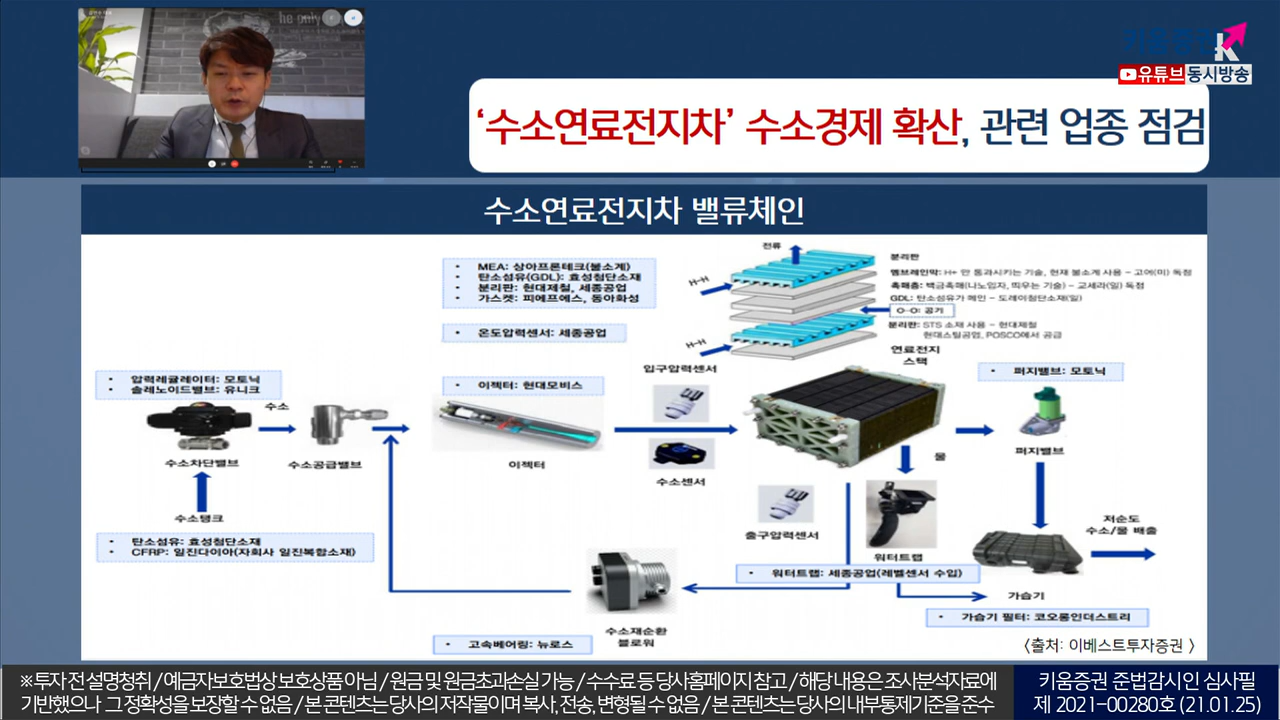 he only
키움증권
유튜브동시방송
‘수소연료전지차’ 수소경제 확산, 관련 업종 점검
수소연료전지차 밸류체인
• MEA: 상아프론테크(불소계)
• 탄소섬유(GDL): 효성첨단소재
• 분리판: 현대제철, 세종공업
• 가스켓: 피에프에스, 동아화성
• 온도압력센서: 세종공업
전류
H-H
H-H
분리판
멤브레인막: H+ 만 통과시키는 기술, 현재 불소계 사용 - 고어(미) 독점
촉매층: 백금촉매(나노입자, 띄우는 기술) - 교세라(일) 독점
GDL: 탄소섬유가 메인 - 도레이첨단소재(일)
O-O: 공기
분리판: STS 소재 사용 - 현대제철
현대스틸공업, POSCO에서 공급
연료전지
스택
• 압력레귤레이터: 모토닉
• 솔레노이드밸브: 유니크
수소
• 이젝터: 현대모비스
입구압력센서
• 퍼지밸브: 모토닉
수소차단밸브
수소공급밸브
이젝터
수소센서
물
퍼지밸브
수소탱크
• 탄소섬유: 효성첨단소재
• CFRP: 일진다이아(자회사 일진복합소재)
출구압력센서
워터트랩
저순도
수소/물 배출
• 워터트랩: 세종공업(레벨센서 수입)
가습기
• 가습기 필터: 코오롱인더스트리
수소재순환
블로워
• 고속베어링: 뉴로스
〈출처: 이베스트투자증권 〉
※ 투자 전 설명청취 / 예금자보호법상 보호상품 아님 / 원금 및 원금초과손실 가능 / 수수료 등 당사홈페이지 참고 / 해당 내용은 조사분석자료에
기반했으나 그 정확성을 보장할 수 없음 / 본 콘텐츠는 당사의 저작물이며 복사, 전송, 변형될 수 없음 / 본 콘텐츠는 당사의 내부통제기준을 준수
키움증권 준법감시인 심사필
제 2021-00280호 (21.01.25)